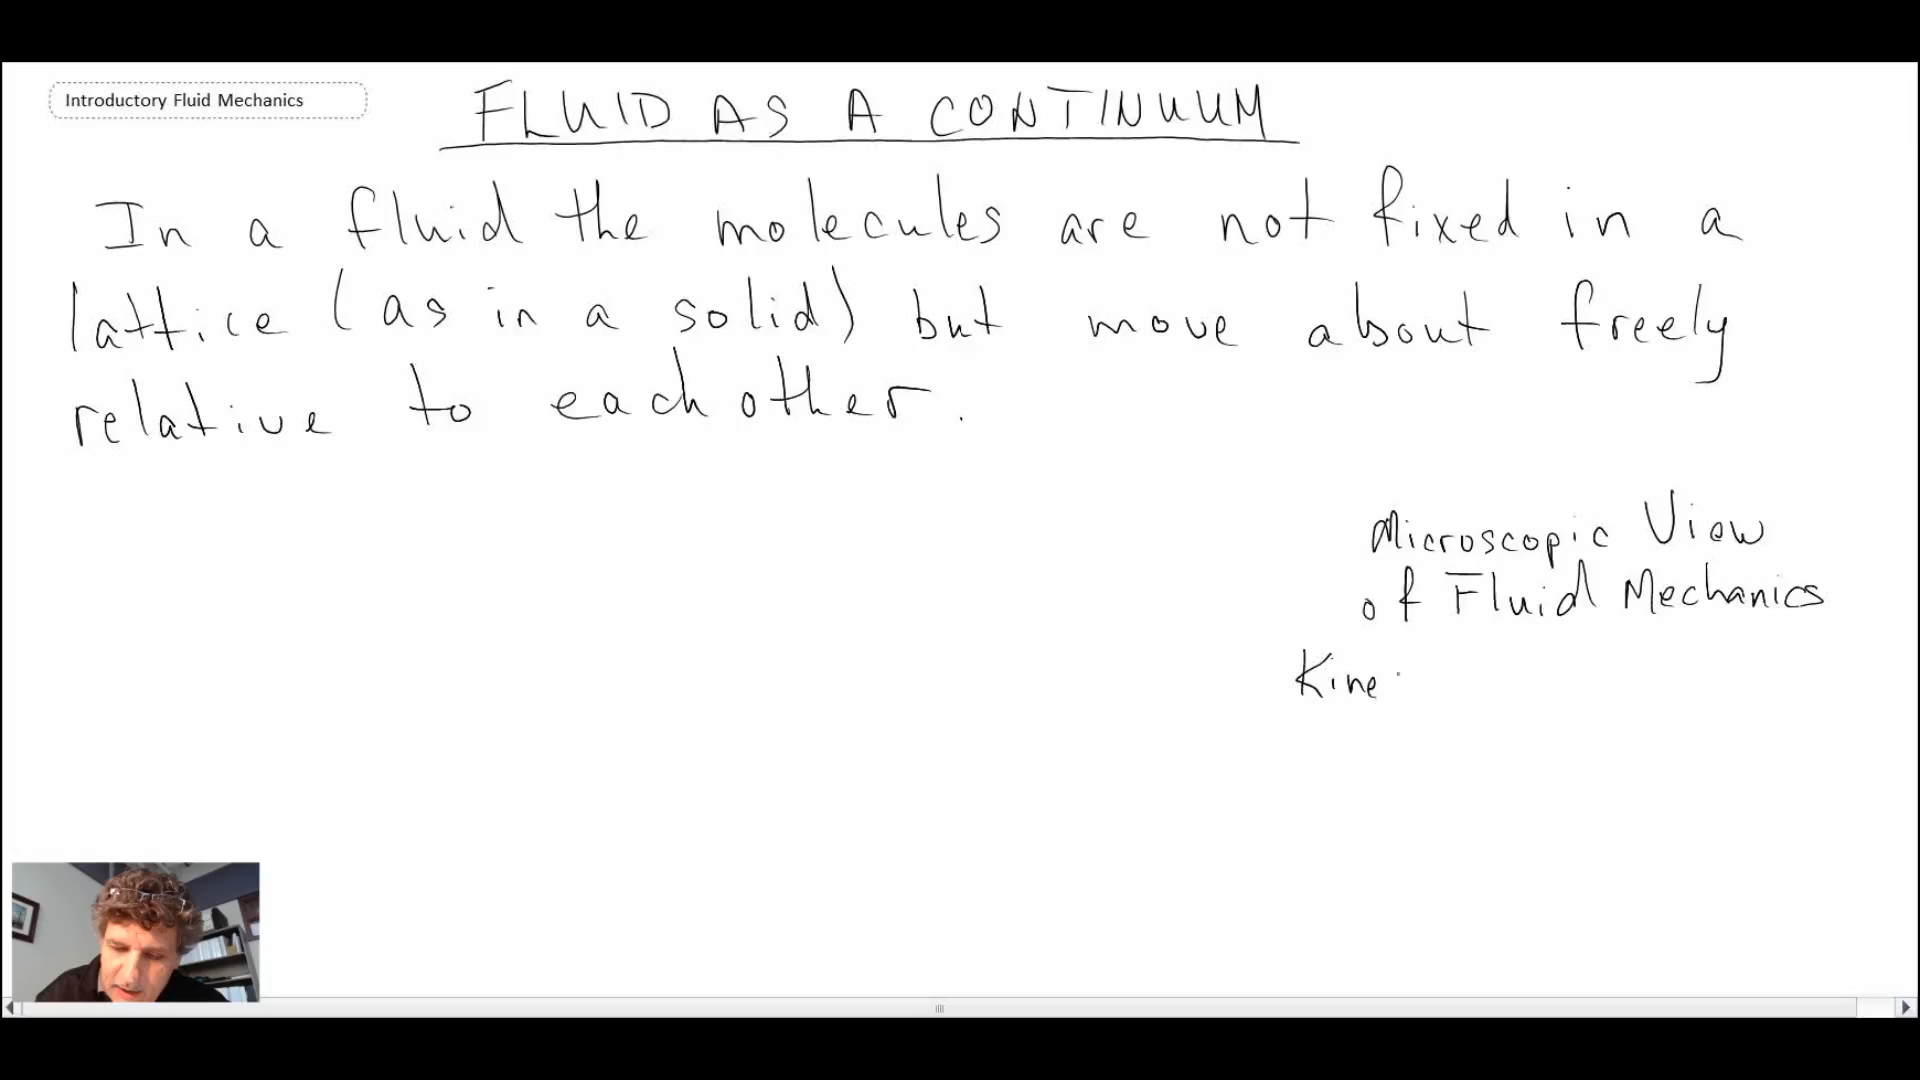 Introductory Fluid Mechanics
FLUID AS A CONTINUUM
In a fluid the molecules are not fixed in a
lattice (as in a solid) but move about freely
relative to each other.
Microscopic View
of Fluid Mechanics
Kine